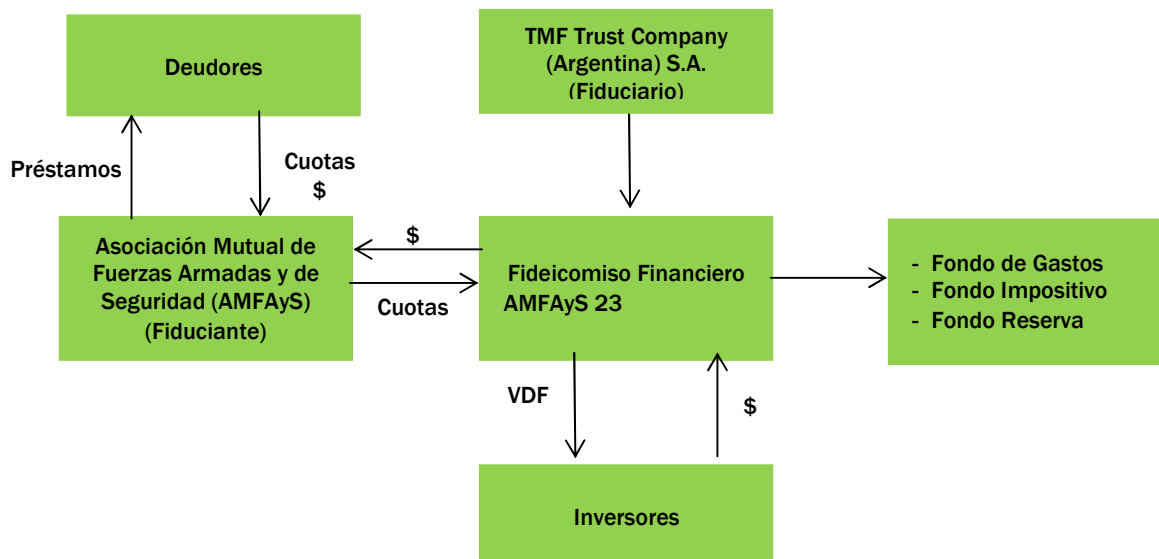 Deudores
TMF Trust Company
(Argentina) S.A.
(Fiduciario)
Préstamos
Cuotas
$
Asociación Mutual de
Fuerzas Armadas y de
Seguridad (AMFAyS)
(Fiduciante)
$
Cuotas
Fideicomiso Financiero
AMFAyS 23
- Fondo de Gastos
- Fondo Impositivo
- Fondo Reserva
VDF
$
Inversores